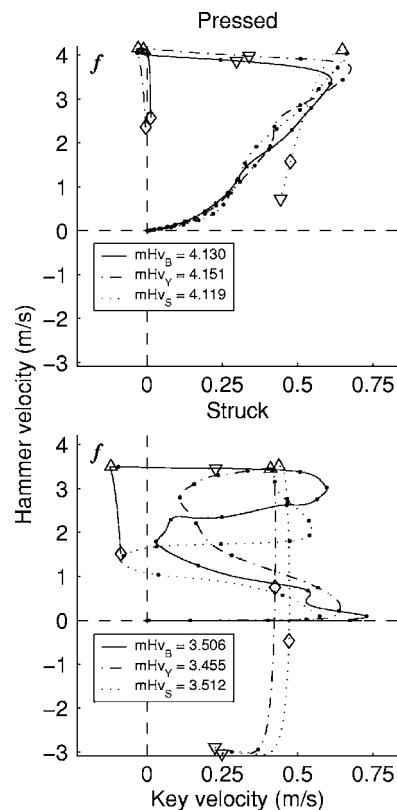 Pressed
f
4
3
2
1
0
−1
−2
−3
mHv_B = 4.130
mHv_Y = 4.151
mHv_S = 4.119
0 0.25 0.5 0.75
Hammer velocity (m/s)
Struck
f
4
3
2
1
0
−1
−2
−3
mHv_B = 3.506
mHv_Y = 3.455
mHv_S = 3.512
0 0.25 0.5 0.75
Key velocity (m/s)